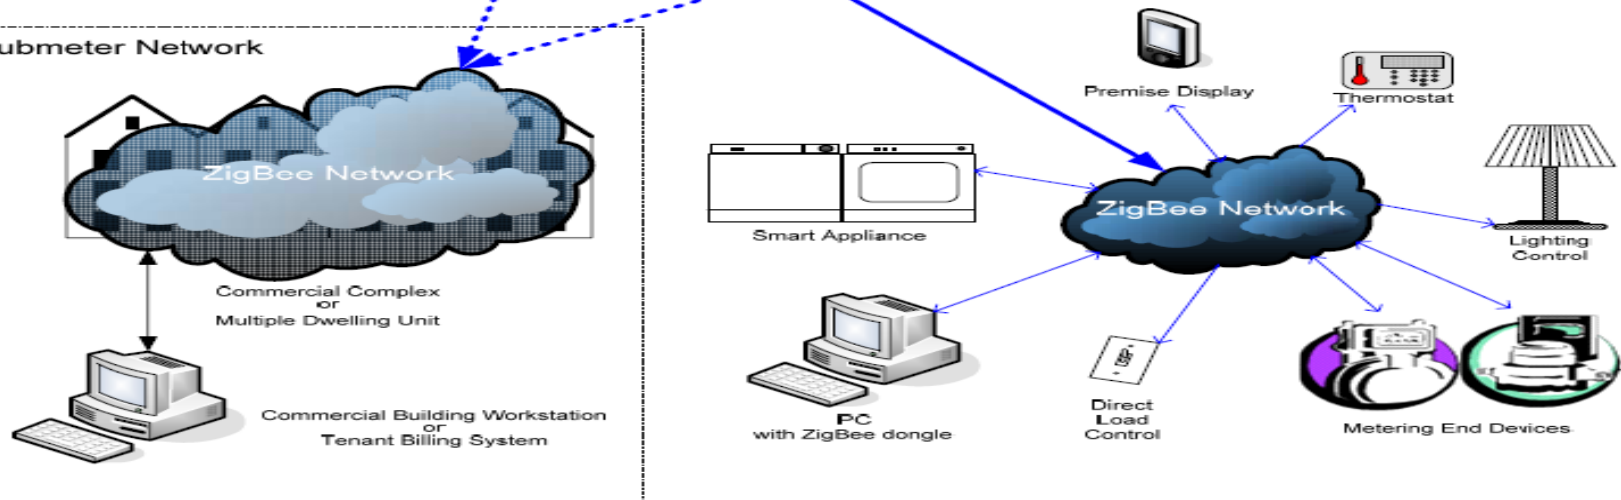 ubmeter Network
ZigBee Network
Commercial Complex
or
Multiple Dwelling Unit
Commercial Building Workstation
or
Tenant Billing System
Premise Display
Thermostat
Smart Appliance
ZigBee Network
Lighting
Control
PC
with ZigBee dongle
Direct
Load
Control
Metering End Devices